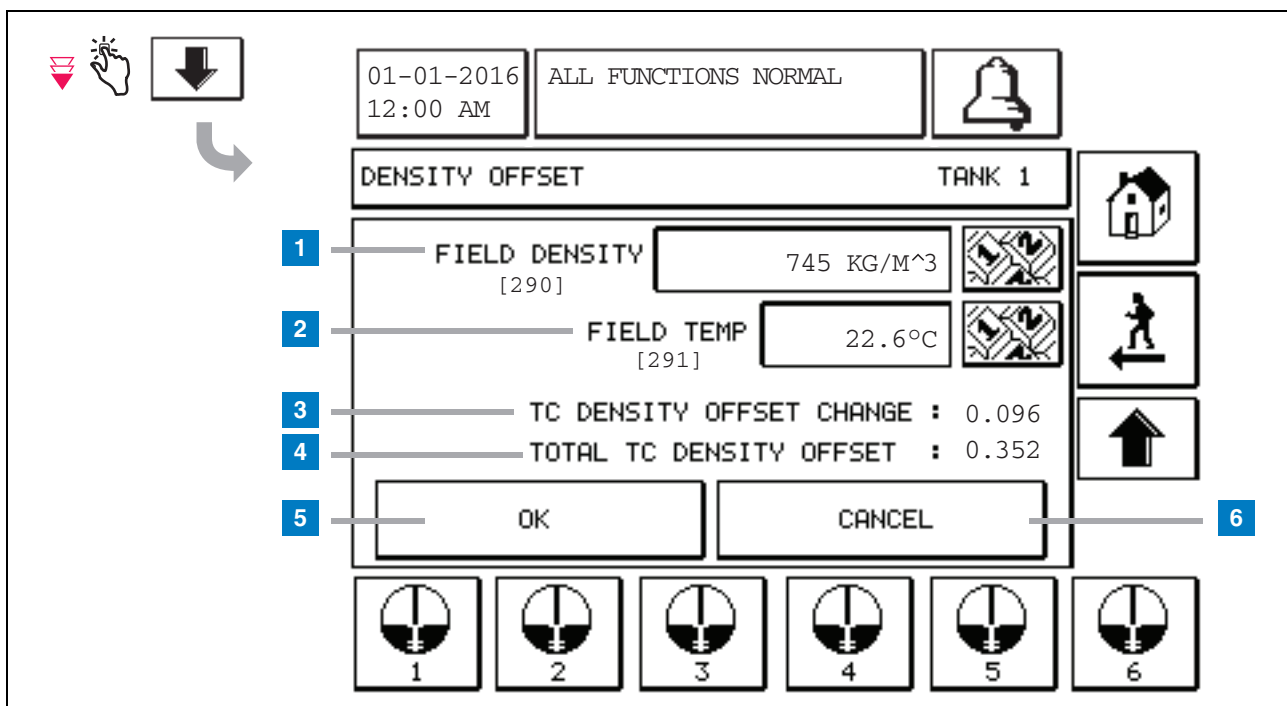 01-01-2016
12:00 AM
ALL FUNCTIONS NORMAL
DENSITY OFFSET TANK 1
1 FIELD DENSITY 745 KG/M^3
[290]
2 FIELD TEMP 22.6°C
[291]
3 TC DENSITY OFFSET CHANGE : 0.096
4 TOTAL TC DENSITY OFFSET : 0.352
5 OK CANCEL 6
1 2 3 4 5 6